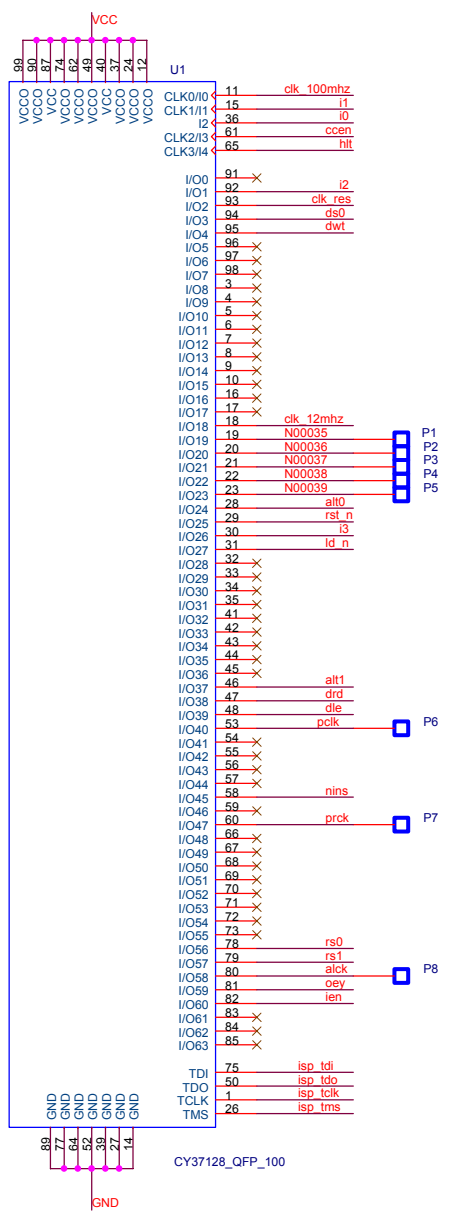 VCC
99 90 87 74 62 49 40 37 24 12
U1
VCCO VCCO VCC VCCO VCCO VCCO VCC VCCO VCCO VCCO
CLK0/I0 11 clk_100mhz
CLK1/I1 15 i1
I2 36 i0
CLK2/I3 61 ccen
CLK3/I4 65 hlt
I/O0 91
I/O1 92 i2
I/O2 93 clk_res
I/O3 94 ds0
I/O4 95 dwt
I/O5 96
I/O6 97
I/O7 98
I/O8 3
I/O9 4
I/O10 5
I/O11 6
I/O12 7
I/O13 8
I/O14 9
I/O15 10
I/O16 16
I/O17 17
I/O18 18 clk_12mhz
I/O19 19 N00035 P1
I/O20 20 N00036 P2
I/O21 21 N00037 P3
I/O22 22 N00038 P4
I/O23 23 N00039 P5
I/O24 28 alt0
I/O25 29 rst_n
I/O26 30 i3
I/O27 31 ld_n
I/O28 32
I/O29 33
I/O30 34
I/O31 35
I/O32 41
I/O33 42
I/O34 43
I/O35 44
I/O36 45
I/O37 46 alt1
I/O38 47 drd
I/O39 48 dle
I/O40 53 pclk P6
I/O41 54
I/O42 55
I/O43 56
I/O44 57
I/O45 58 nins
I/O46 59
I/O47 60 prck P7
I/O48 66
I/O49 67
I/O50 68
I/O51 69
I/O52 70
I/O53 71
I/O54 72
I/O55 73
I/O56 78 rs0
I/O57 79 rs1
I/O58 80 alck P8
I/O59 81 oey
I/O60 82 ien
I/O61 83
I/O62 84
I/O63 85
TDI 75 isp_tdi
TDO 50 isp_tdo
TCLK 1 isp_tclk
TMS 26 isp_tms
GND GND GND GND GND GND GND
89 77 64 52 39 27 14
CY37128_QFP_100
GND